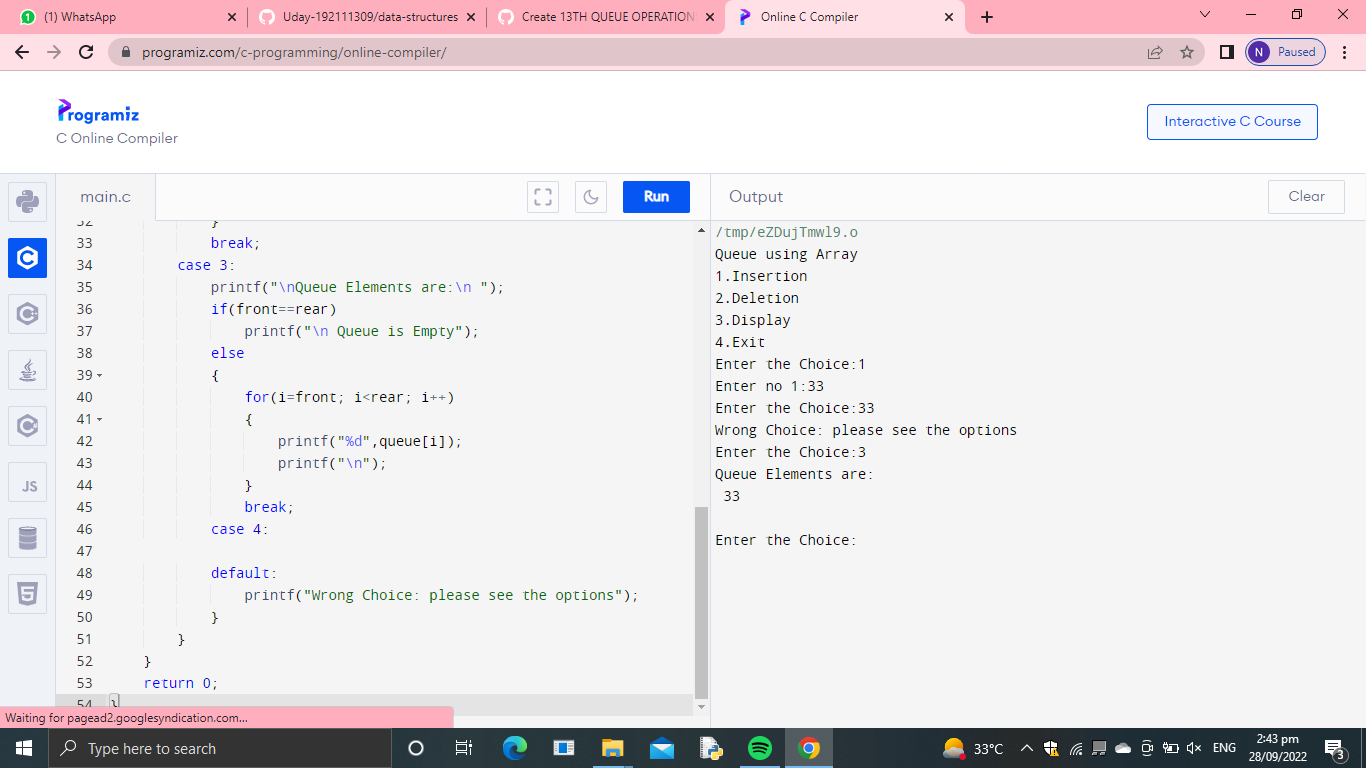 (1) WhatsApp
Uday-192111309/data-structures
Create 13TH QUEUE OPERATION
Online C Compiler
programiz.com/c-programming/online-compiler/
N Paused
Programiz
C Online Compiler
Interactive C Course
main.c
Run
Output
Clear
JS
32 }
33 break;
34 case 3:
35 printf("\nQueue Elements are:\n ");
36 if(front==rear)
37 printf("\n Queue is Empty");
38 else
39 {
40 for(i=front; i<rear; i++)
41 {
42 printf("%d",queue[i]);
43 printf("\n");
44 }
45 break;
46 case 4:
47
48 default:
49 printf("Wrong Choice: please see the options");
50 }
51 }
52 }
53 return 0;
54 }
/tmp/eZDujTmwl9.o
Queue using Array
1.Insertion
2.Deletion
3.Display
4.Exit
Enter the Choice:1
Enter no 1:33
Enter the Choice:33
Wrong Choice: please see the options
Enter the Choice:3
Queue Elements are:
33
Enter the Choice:
Waiting for pagead2.googlesyndication.com...
Type here to search
33°C
ENG
2:43 pm
28/09/2022
3